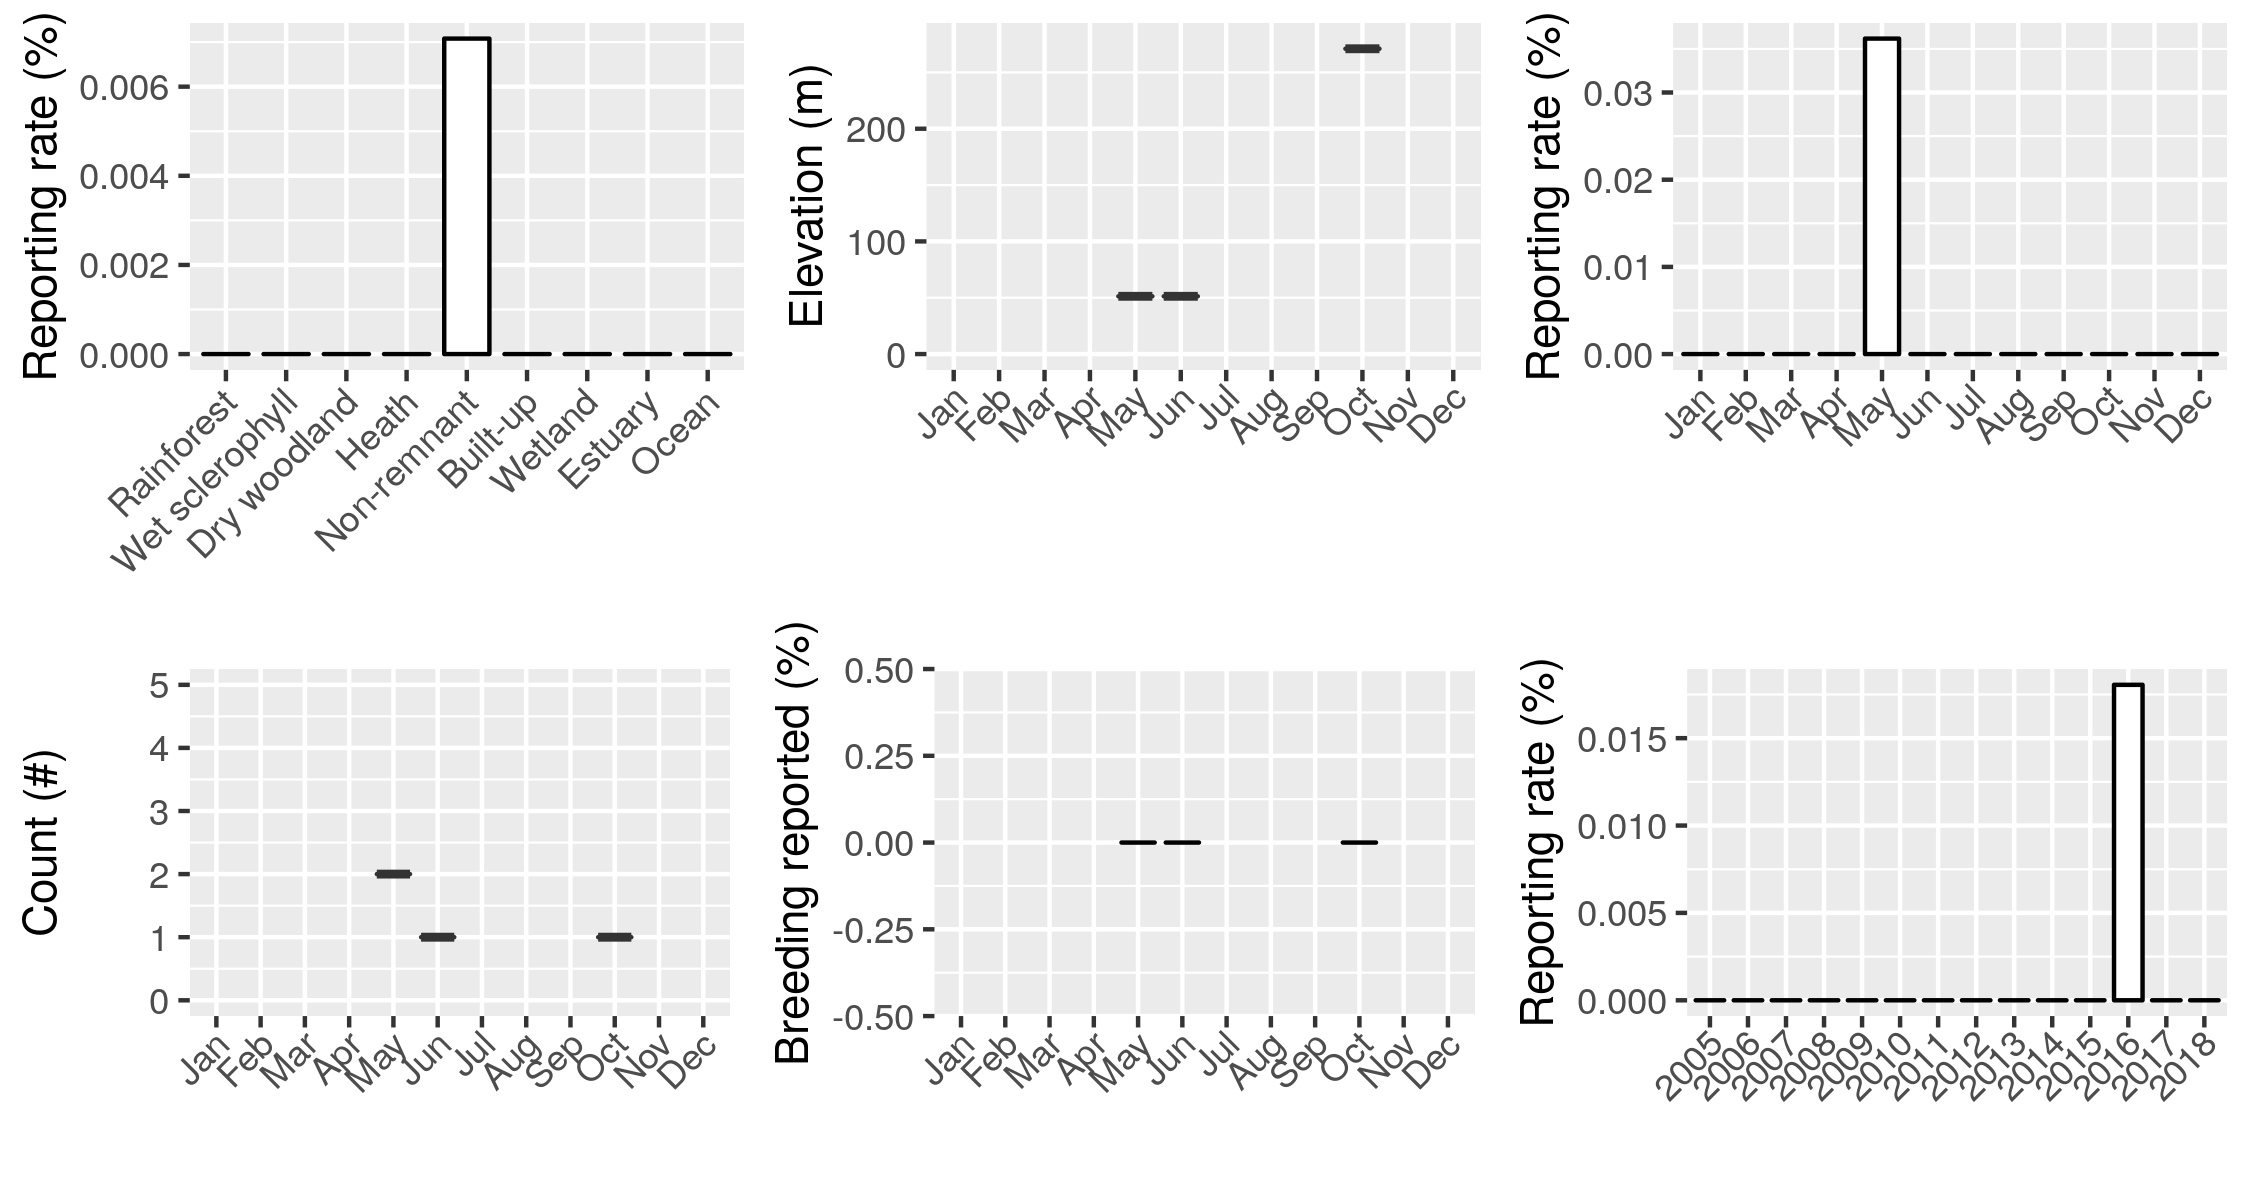 Reporting rate (%)
0.006
0.004
0.002
0.000
Rainforest
Wet sclerophyll
Dry woodland
Heath
Non-remnant
Built-up
Wetland
Estuary
Ocean
Elevation (m)
200
100
0
Jan Feb Mar Apr May Jun Jul Aug Sep Oct Nov Dec
Reporting rate (%)
0.03
0.02
0.01
0.00
Jan Feb Mar Apr May Jun Jul Aug Sep Oct Nov Dec
Count (#)
5
4
3
2
1
0
Jan Feb Mar Apr May Jun Jul Aug Sep Oct Nov Dec
Breeding reported (%)
0.50
0.25
0.00
-0.25
-0.50
Jan Feb Mar Apr May Jun Jul Aug Sep Oct Nov Dec
Reporting rate (%)
0.015
0.010
0.005
0.000
2005 2006 2007 2008 2009 2010 2011 2012 2013 2014 2015 2016 2017 2018